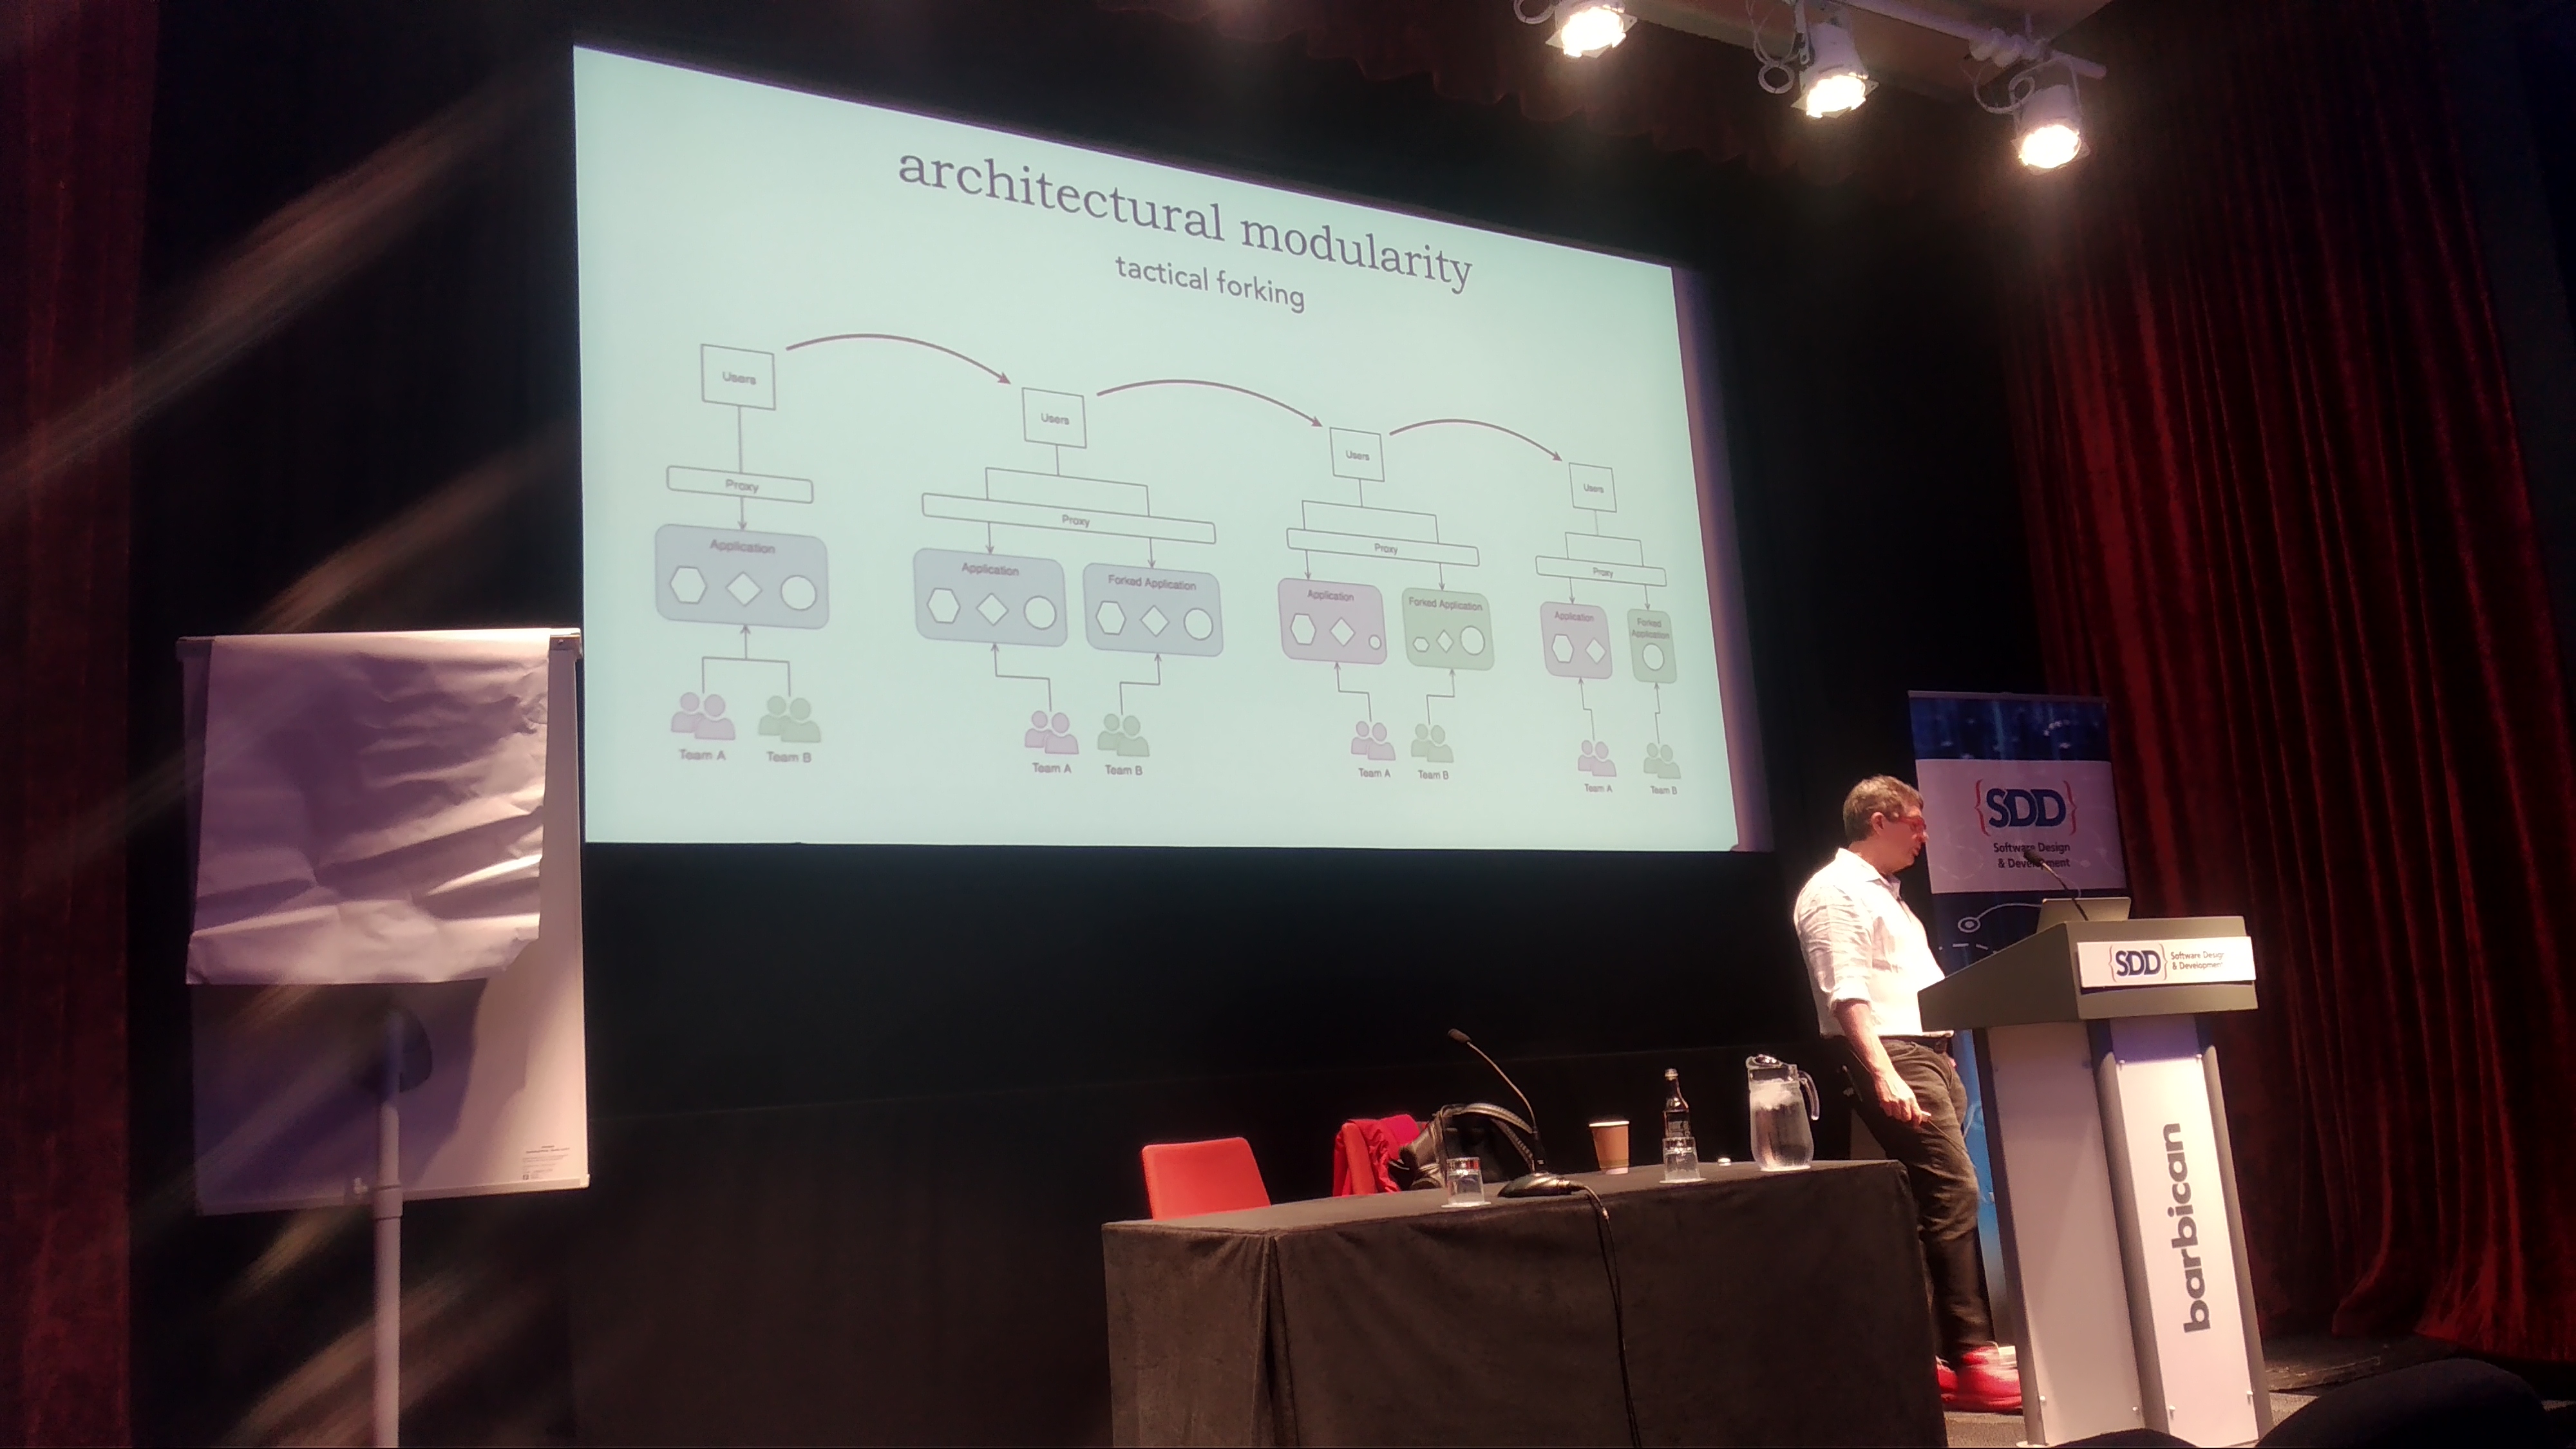 architectural modularity
tactical forking
Users
Proxy
Application
Team A
Team B
Users
Proxy
Application
Forked Application
Team A
Team B
Users
Proxy
Application
Forked Application
Team A
Team B
Users
Proxy
Application
Forked
Application
Team A
Team B
{SDD}
Software Design
& Development
{SDD}
Software Design
& Development
barbican